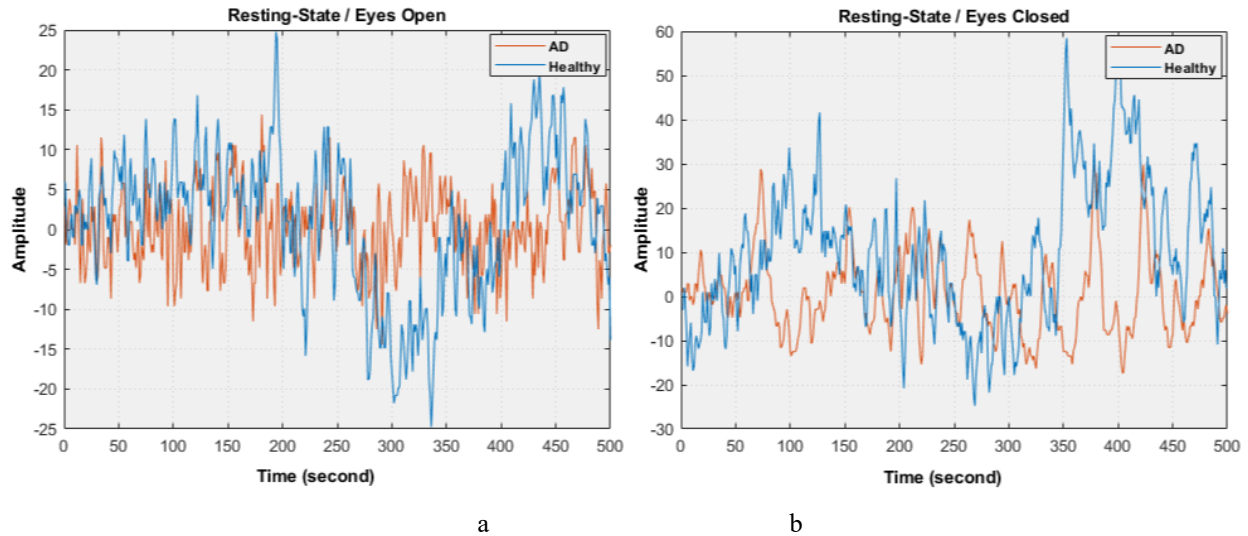 Resting-State / Eyes Open
25
20
15
10
5
0
-5
-10
-15
-20
-25
Amplitude
AD
Healthy
0 50 100 150 200 250 300 350 400 450 500
Time (second)
a
Resting-State / Eyes Closed
60
50
40
30
20
10
0
-10
-20
-30
Amplitude
AD
Healthy
0 50 100 150 200 250 300 350 400 450 500
Time (second)
b